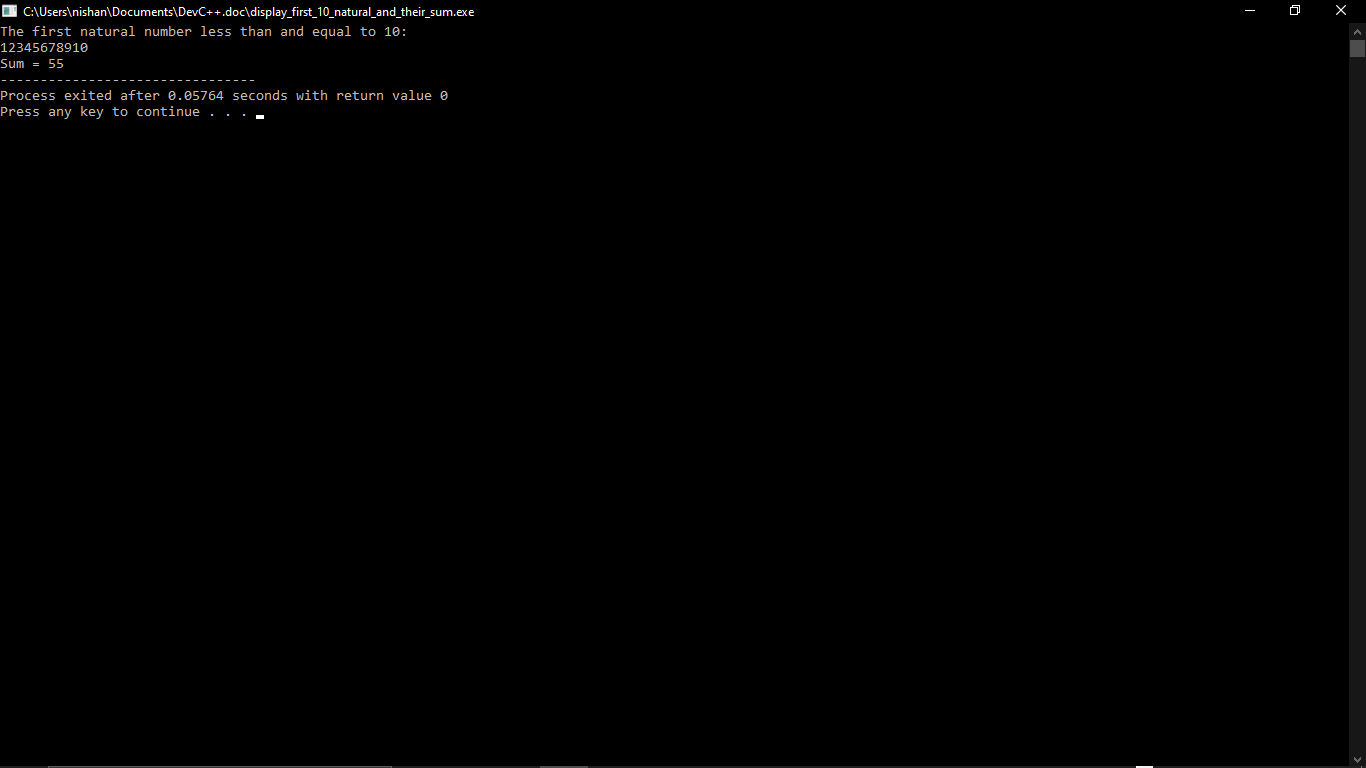 C:\Users\nishan\Documents\DevC++.doc\display_first_10_natural_and_their_sum.exe
The first natural number less than and equal to 10:
12345678910
Sum = 55
--------------------------------
Process exited after 0.05764 seconds with return value 0
Press any key to continue . . .